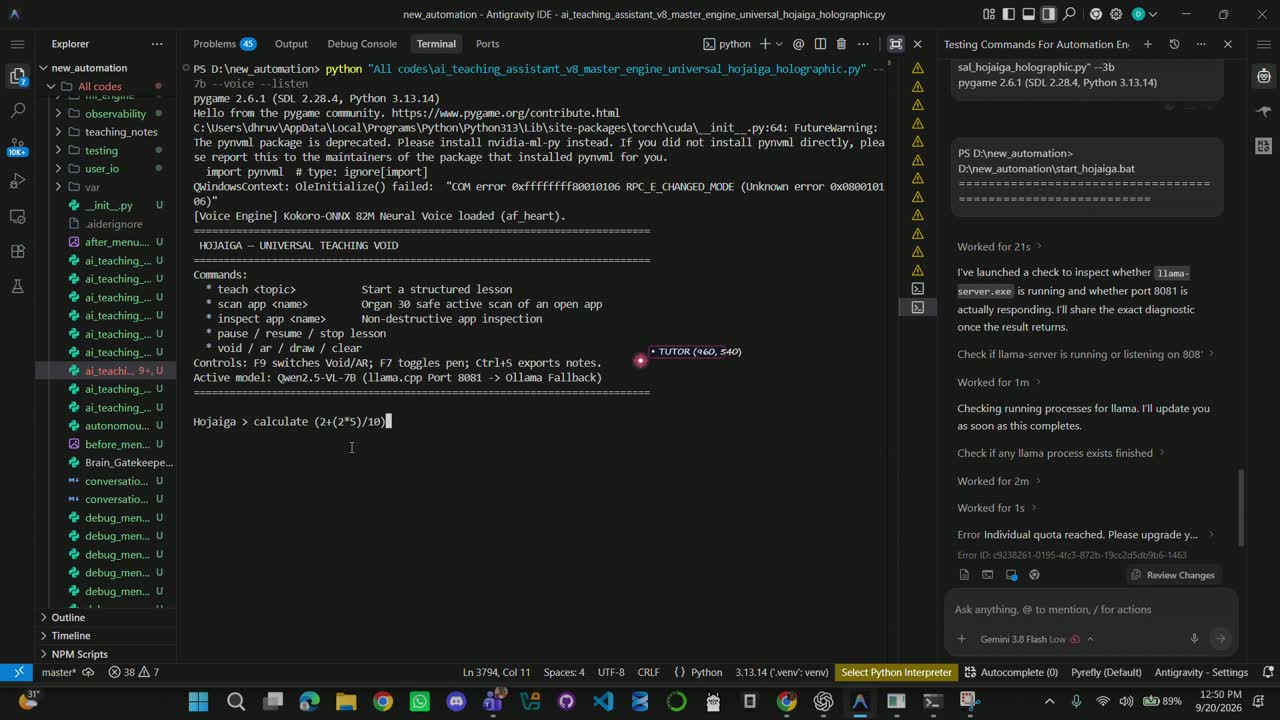 new_automation - Antigravity IDE - ai_teaching_assistant_v8_master_engine_universal_hojaiga_holographic.py
D
Explorer
new_automation
All codes
observability
teaching_notes
testing
user_io
var
__init__.py U
.aiderignore
after_menu.... U
ai_teaching_... U
ai_teaching_... U
ai_teaching_... U
ai_teaching_... U
ai_teaching_... U
ai_teaching_... U
ai_teachi... 9+, U
ai_teaching_... U
autonomou... U
before_men... U
Brain_Gatekeepe...
conversatio... U
conversatio... U
debug_men... U
debug_men... U
debug_men... U
debug_men... U
debug_men... U
Outline
Timeline
NPM Scripts
7
10K+
Problems 45 Output Debug Console Terminal Ports
python
PS D:\new_automation> python "All codes\ai_teaching_assistant_v8_master_engine_universal_hojaiga_holographic.py" --
7b --voice --listen
pygame 2.6.1 (SDL 2.28.4, Python 3.13.14)
Hello from the pygame community. https://www.pygame.org/contribute.html
C:\Users\dhruv\AppData\Local\Programs\Python\Python313\Lib\site-packages\torch\cuda\__init__.py:64: FutureWarning:
The pynvml package is deprecated. Please install nvidia-ml-py instead. If you did not install pynvml directly, plea
se report this to the maintainers of the package that installed pynvml for you.
import pynvml # type: ignore[import]
QWindowsContext: OleInitialize() failed: "COM error 0xffffffff80010106 RPC_E_CHANGED_MODE (Unknown error 0x0800101
06)"
[Voice Engine] Kokoro-ONNX 82M Neural Voice loaded (af_heart).
HOJAIGA — UNIVERSAL TEACHING VOID
Commands:
* teach <topic> Start a structured lesson
* scan app <name> Organ 30 safe active scan of an open app
* inspect app <name> Non-destructive app inspection
* pause / resume / stop lesson
* void / ar / draw / clear
Controls: F9 switches Void/AR; F7 toggles pen; Ctrl+S exports notes.
Active model: Qwen2.5-VL-7B (llama.cpp Port 8081 -> Ollama Fallback)
Hojaiga > calculate (2+(2*5)/10)
• TUTOR (960, 540)
Testing Commands For Automation En
sal_hojaiga_holographic.py" --3b
pygame 2.6.1 (SDL 2.28.4, Python 3.13.14)
PS D:\new_automation>
D:\new_automation\start_hojaiga.bat
===================================
===========================
Worked for 21s
I've launched a check to inspect whether llama-
server.exe is running and whether port 8081 is
actually responding. I'll share the exact diagnostic
once the result returns.
Check if llama-server is running or listening on 808
Worked for 1m
Checking running processes for llama. I'll update you
as soon as this completes.
Check if any llama process exists finished
Worked for 2m
Worked for 1s
Error Individual quota reached. Please upgrade y...
Error ID: c9238261-0195-4fc3-872b-19cc2d5db9b6-1463
Review Changes
Ask anything, @ to mention, / for actions
Gemini 3.8 Flash Low
master* 38 7
Ln 3794, Col 11 Spaces: 4 UTF-8 CRLF { } Python 3.13.14 ('.venv': venv) Select Python Interpreter Autocomplete (0) Pyrefly (Default) Antigravity - Settings
31°
89%
12:50 PM
9/20/2026